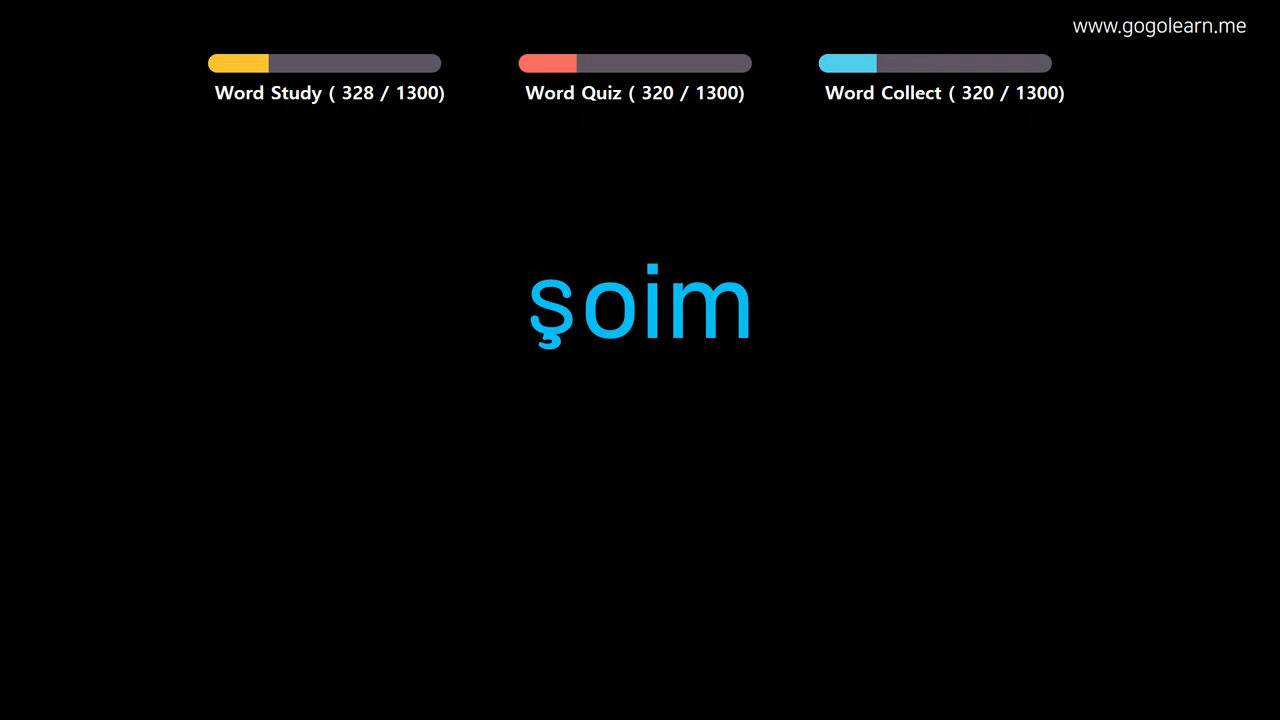 www.gogolearn.me
Word Study ( 328 / 1300)
Word Quiz ( 320 / 1300)
Word Collect ( 320 / 1300)
şoim